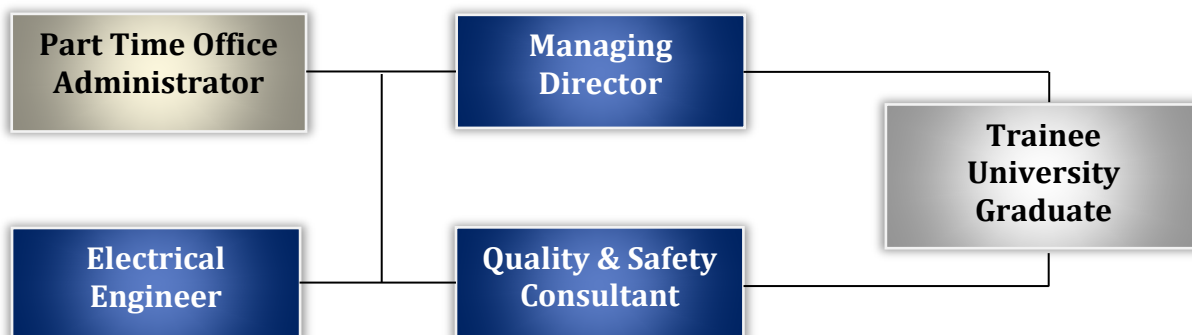 Part Time Office
Administrator
Managing
Director
Trainee
University
Graduate
Electrical
Engineer
Quality & Safety
Consultant